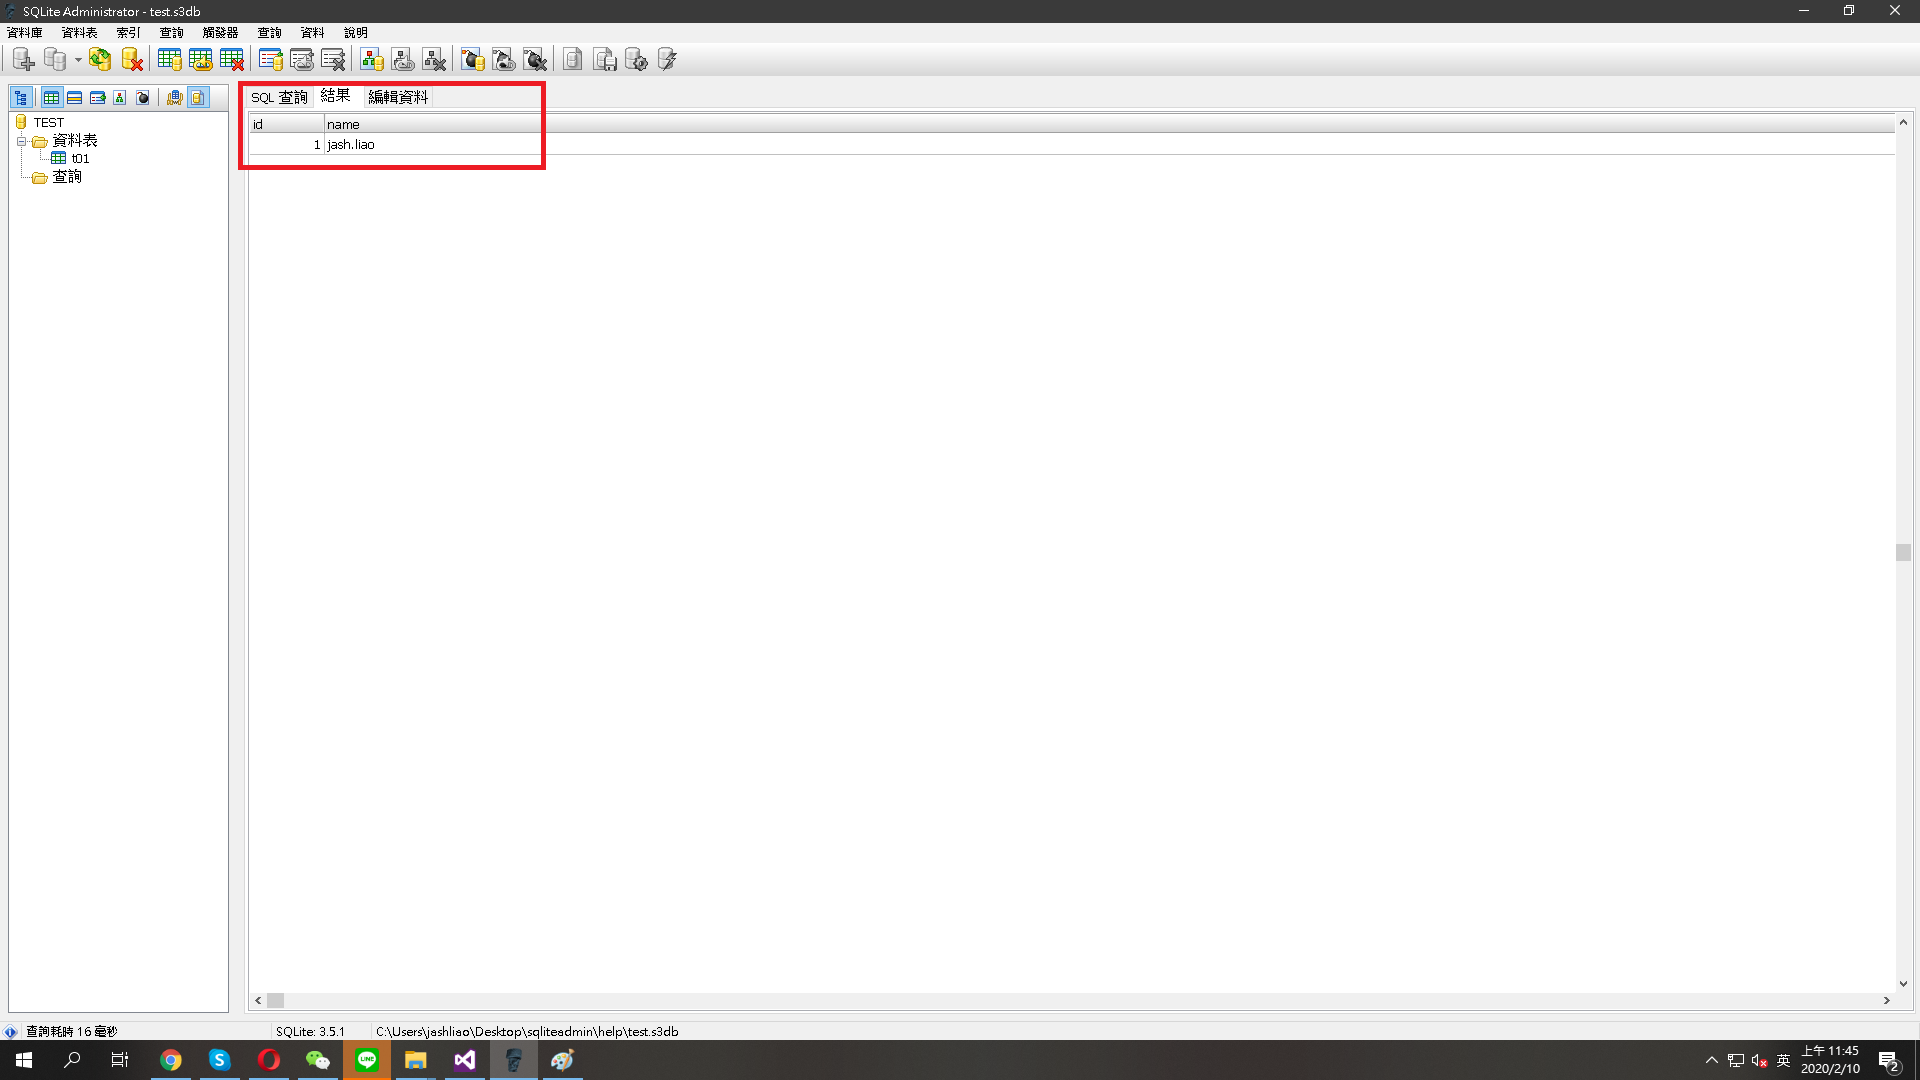 SQLite Administrator - test.s3db
資料庫 資料表 索引 查詢 觸發器 查詢 資料 說明
TEST
資料表
t01
查詢
SQL 查詢 結果 編輯資料
id name
1 jash.liao
查詢耗時 16 毫秒 SQLite: 3.5.1 C:\Users\jashliao\Desktop\sqliteadmin\help\test.s3db
LINE
英
上午 11:45
2020/2/10
2